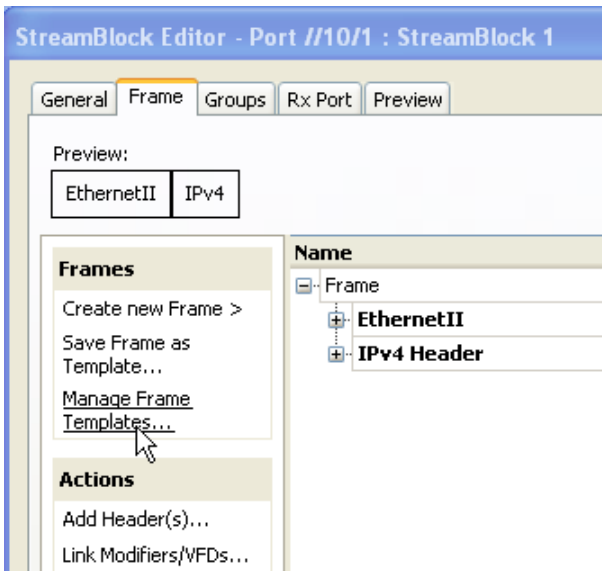 StreamBlock Editor - Port //10/1 : StreamBlock 1
General Frame Groups Rx Port Preview
Preview:
EthernetII IPv4
Frames
Create new Frame >
Save Frame as
Template...
Manage Frame
Templates...
Actions
Add Header(s)...
Link Modifiers/VFDs...
Name
Frame
EthernetII
IPv4 Header